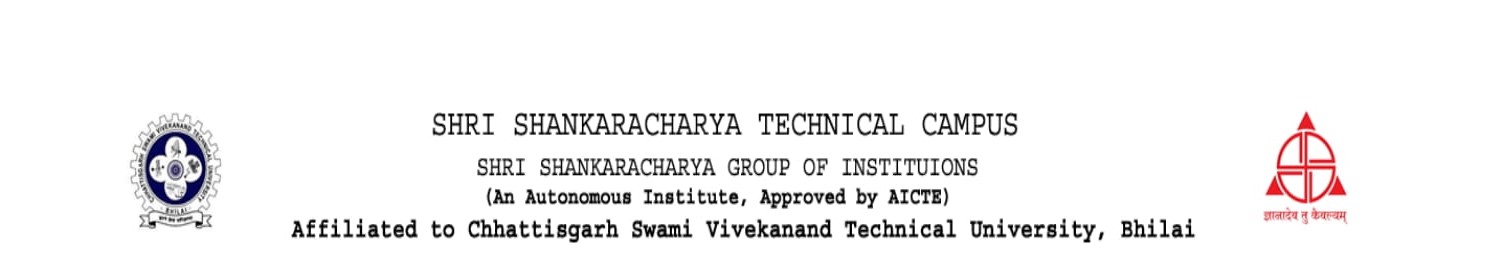 SHRI SHANKARACHARYA TECHNICAL CAMPUS
SHRI SHANKARACHARYA GROUP OF INSTITUIONS
(An Autonomous Institute, Approved by AICTE)
Affiliated to Chhattisgarh Swami Vivekanand Technical University, Bhilai
CHHATTISGARH SWAMI VIVEKANAND TECHNICAL UNIVERSITY
BHILAI
ज्ञानादेव तु कैवल्यम्